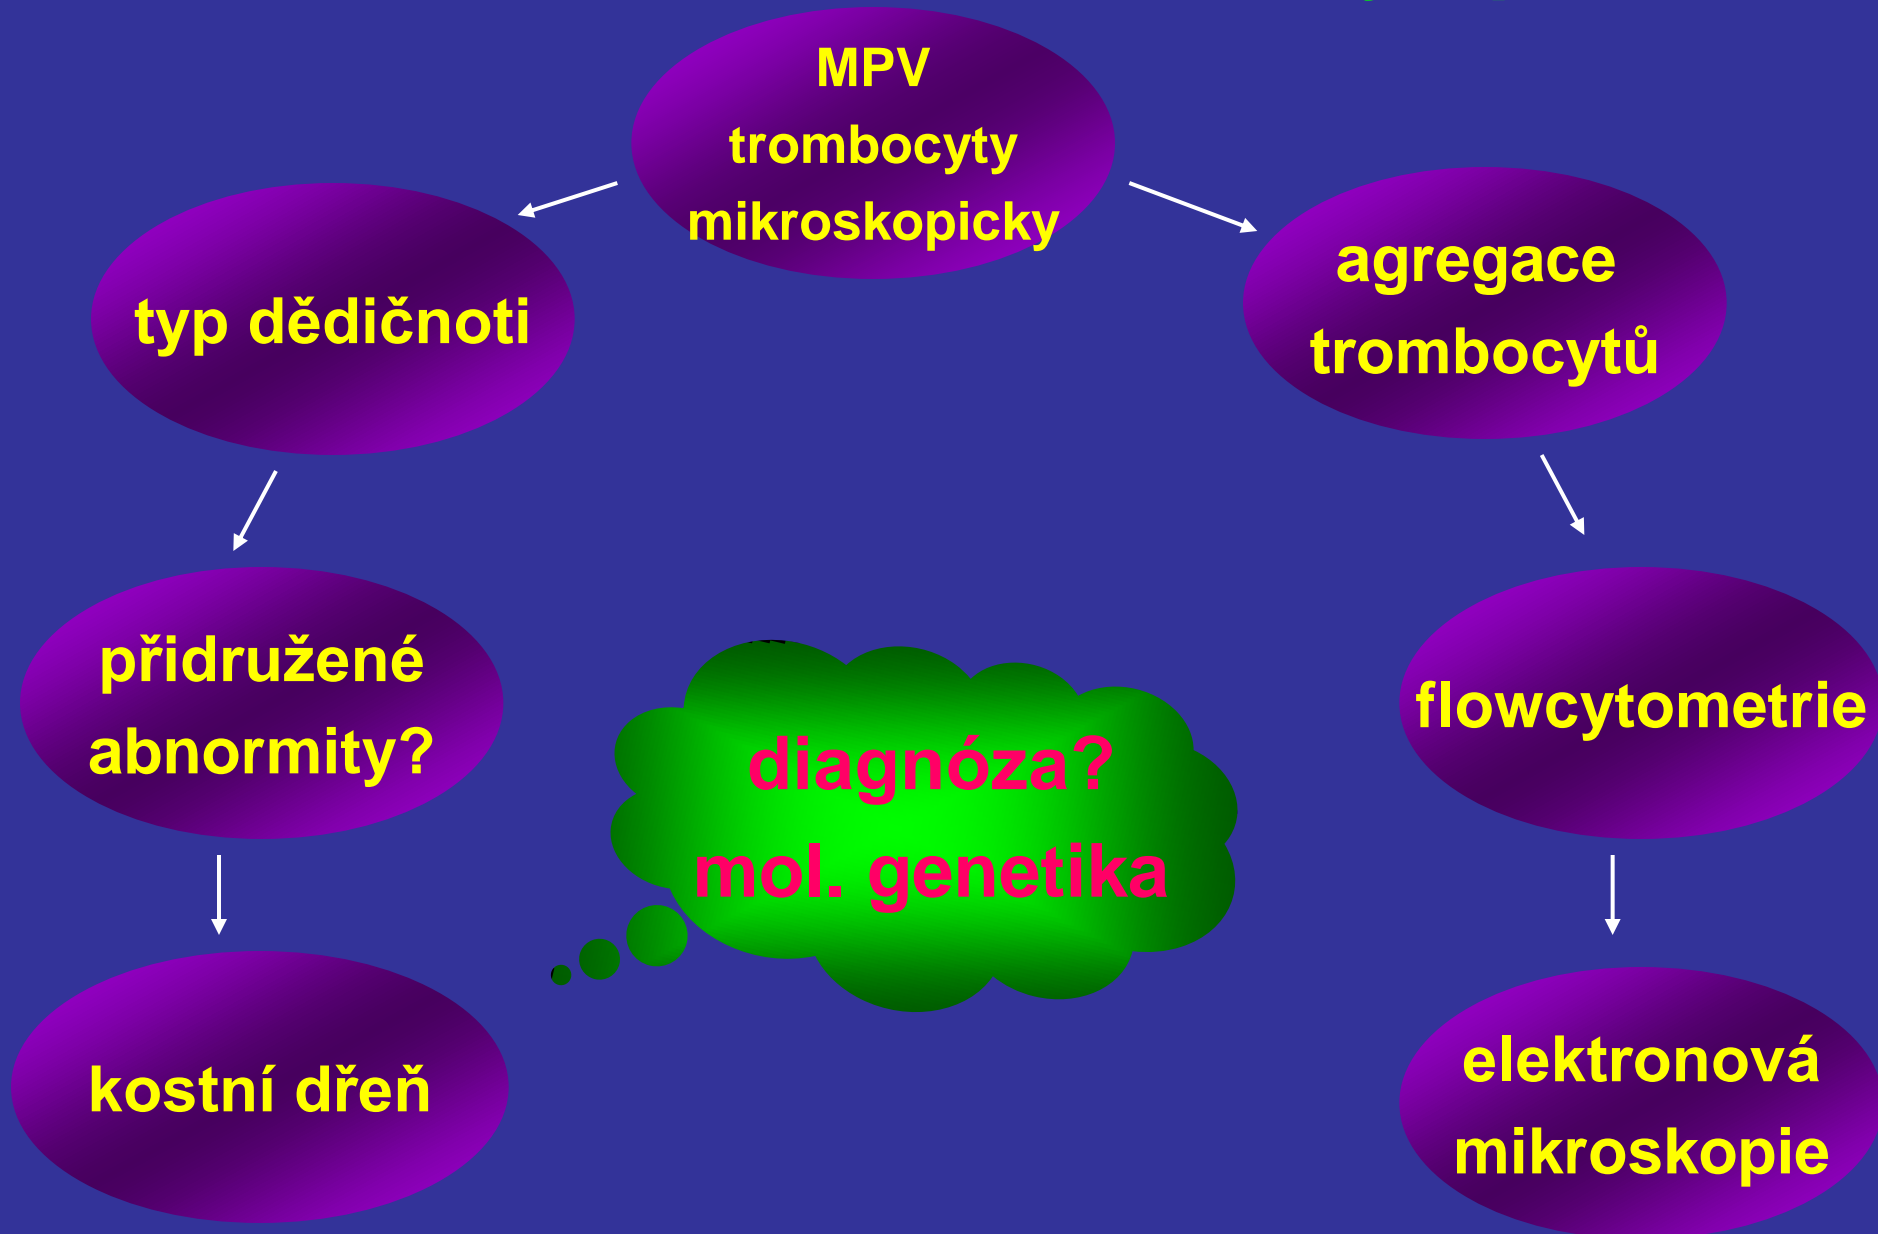 MPV
trombocyty
mikroskopicky
typ dědičnoti
agregace
trombocytů
přidružené
abnormity?
flowcytometrie
diagnóza?
mol. genetika
kostní dřeň
elektronová
mikroskopie